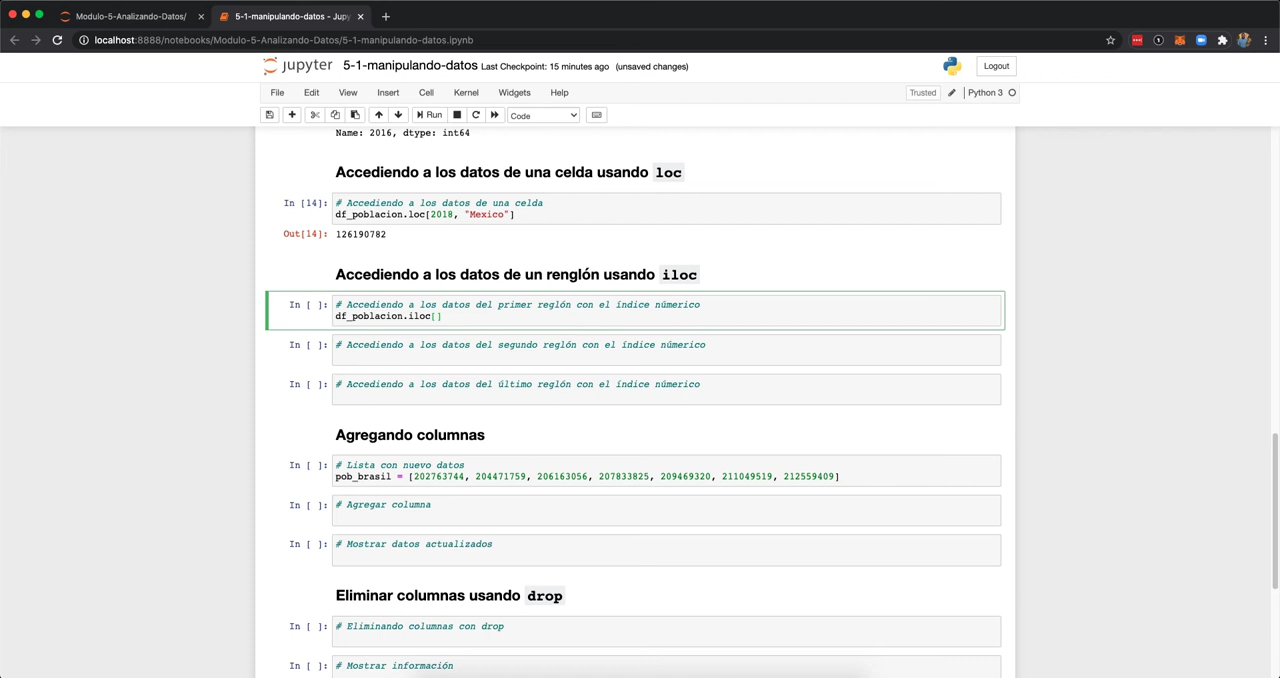 Modulo-5-Analizando-Datos/
5-1-manipulando-datos - Jupy
localhost:8888/notebooks/Modulo-5-Analizando-Datos/5-1-manipulando-datos.ipynb
jupyter 5-1-manipulando-datos Last Checkpoint: 15 minutes ago (unsaved changes)
Logout
File Edit View Insert Cell Kernel Widgets Help
Trusted Python 3
Run Code
Name: 2016, dtype: int64
Accediendo a los datos de una celda usando loc
In [14]: # Accediendo a los datos de una celda
df_poblacion.loc[2018, "Mexico"]
Out[14]: 126190782
Accediendo a los datos de un renglón usando iloc
In [ ]: # Accediendo a los datos del primer reglón con el índice númerico
df_poblacion.iloc[]
In [ ]: # Accediendo a los datos del segundo reglón con el índice númerico
In [ ]: # Accediendo a los datos del último reglón con el índice númerico
Agregando columnas
In [ ]: # Lista con nuevo datos
pob_brasil = [202763744, 204471759, 206163056, 207833825, 209469320, 211049519, 212559409]
In [ ]: # Agregar columna
In [ ]: # Mostrar datos actualizados
Eliminar columnas usando drop
In [ ]: # Eliminando columnas con drop
In [ ]: # Mostrar información